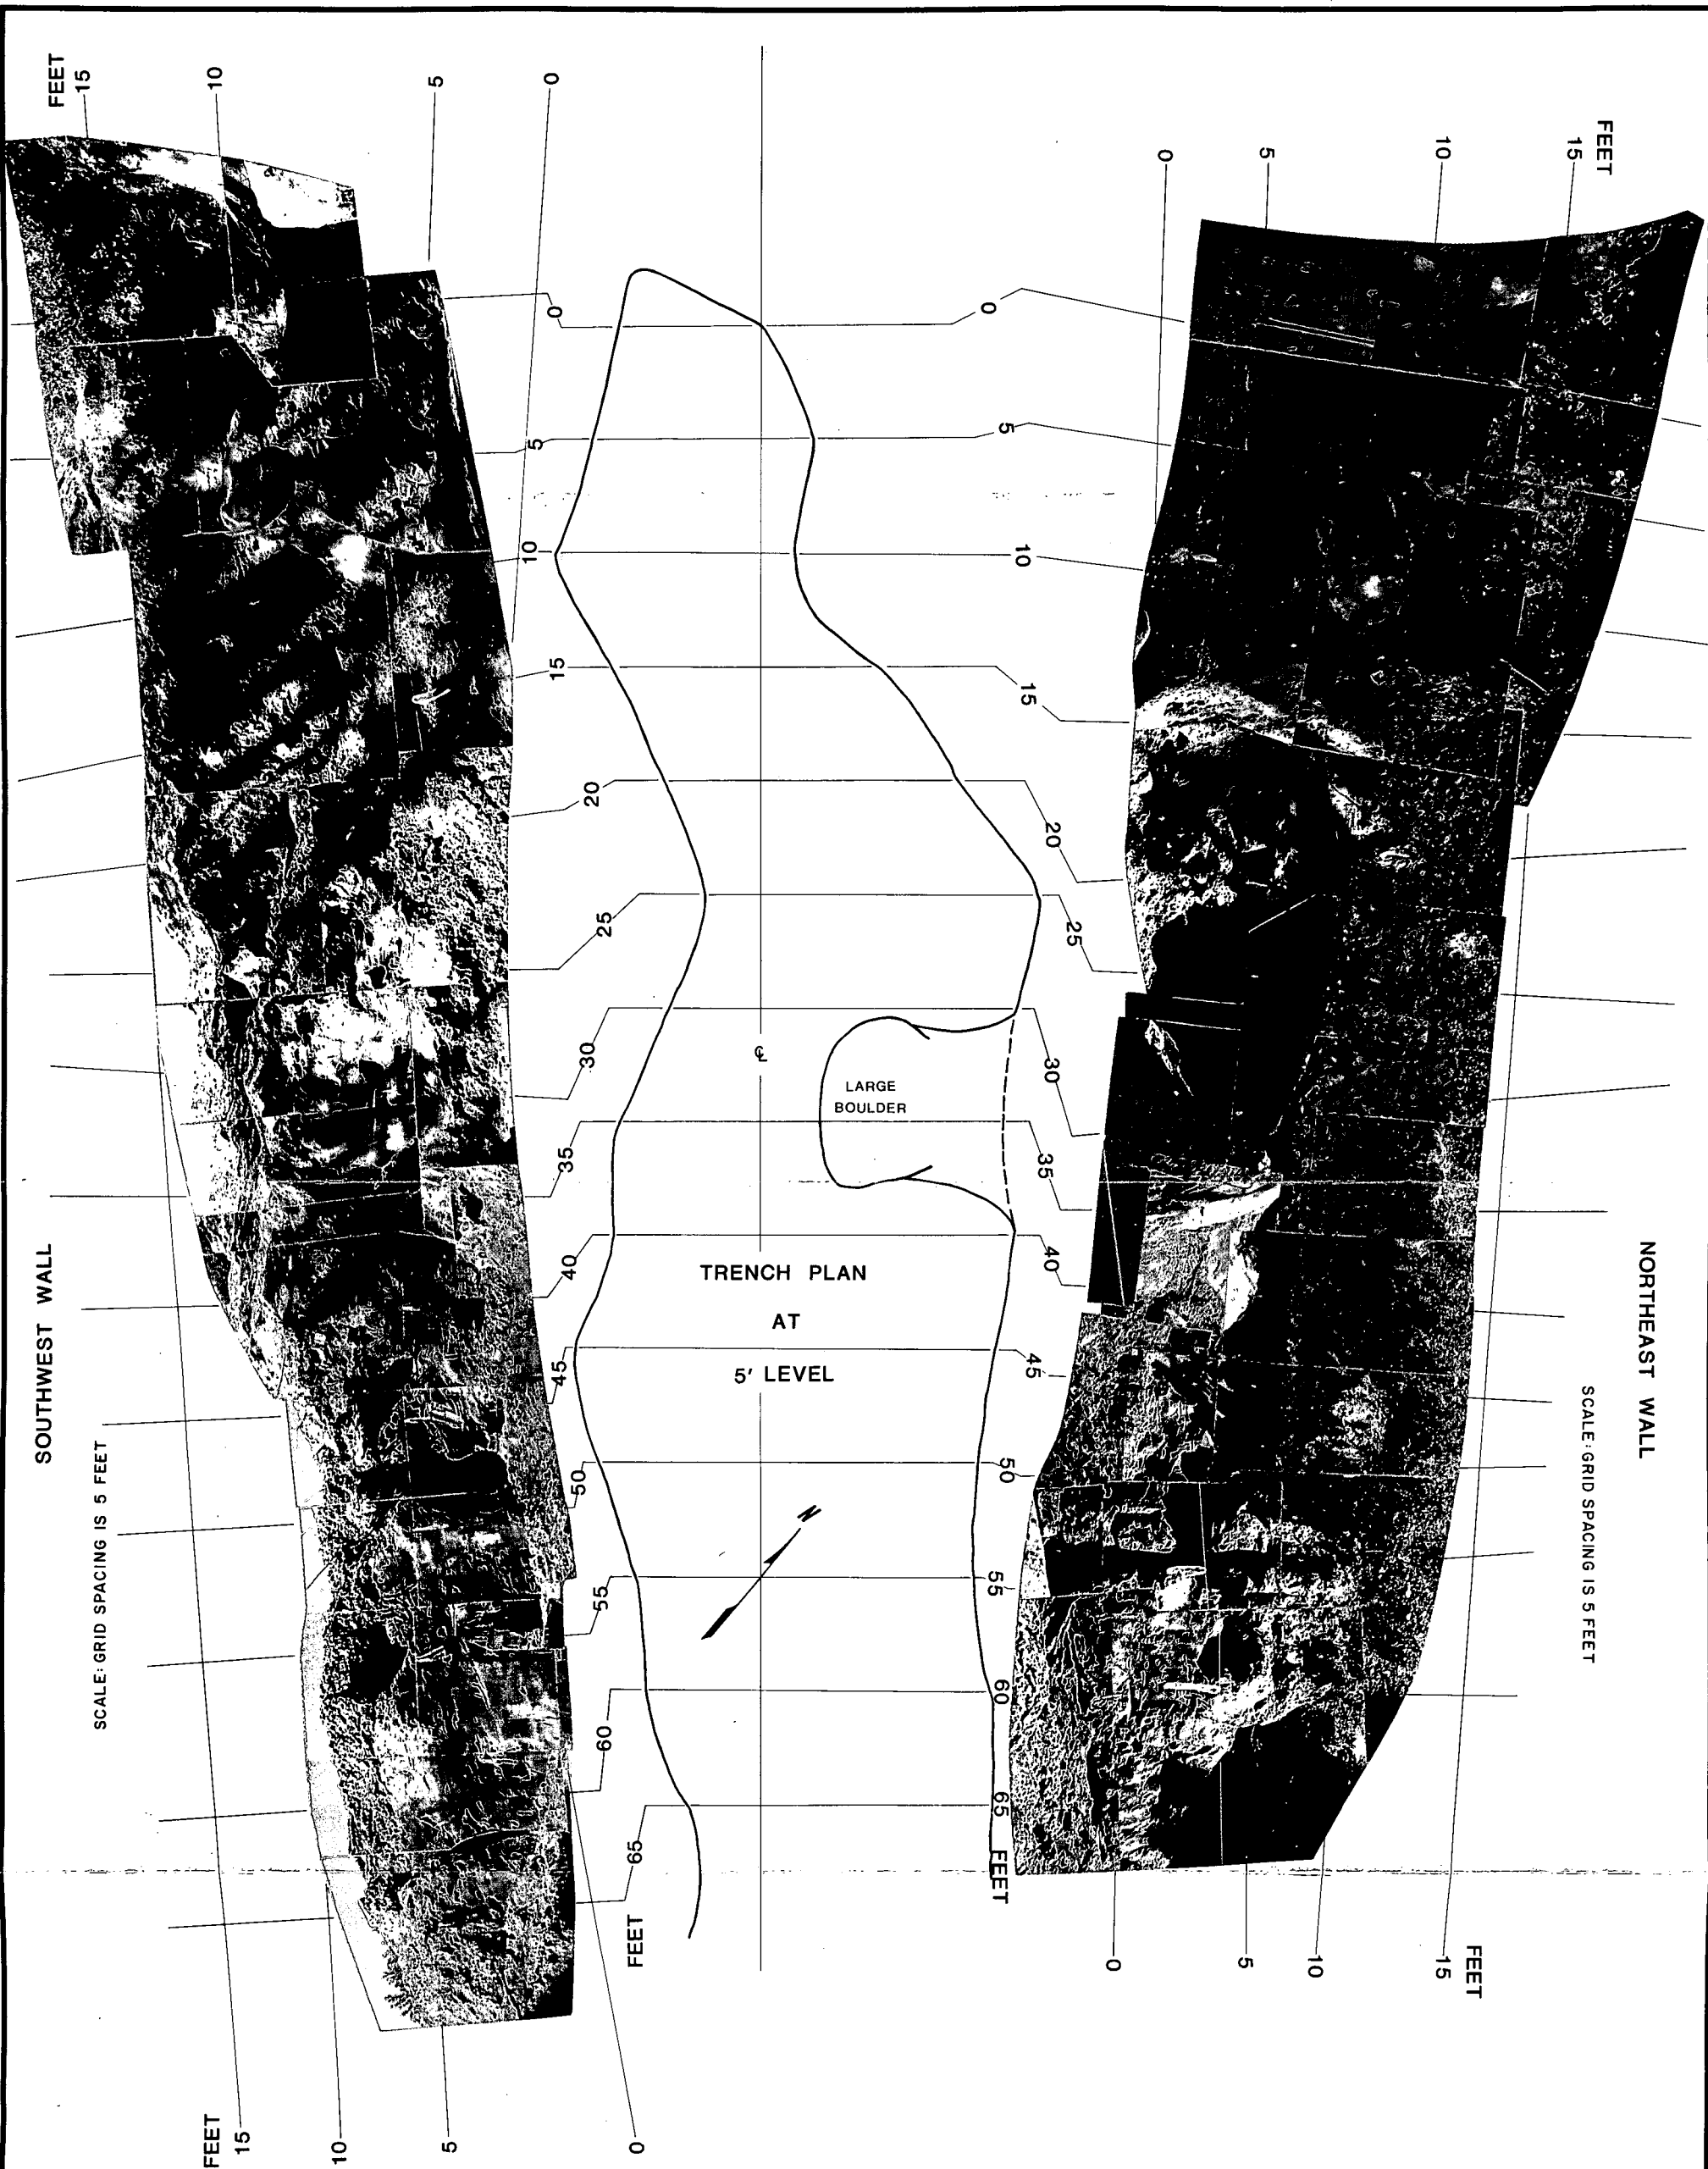 FEET
15
10
5
0
FEET
15
10
5
0
0
5
10
15
20
25
30
35
40
45
50
55
60
65
FEET
0
5
10
15
20
25
30
35
40
45
50
55
60
65
FEET
℄
LARGE
BOULDER
TRENCH PLAN
AT
5' LEVEL
N
SOUTHWEST WALL
SCALE: GRID SPACING IS 5 FEET
NORTHEAST WALL
SCALE: GRID SPACING IS 5 FEET
0
5
10
15
FEET
FEET
15
10
5
0